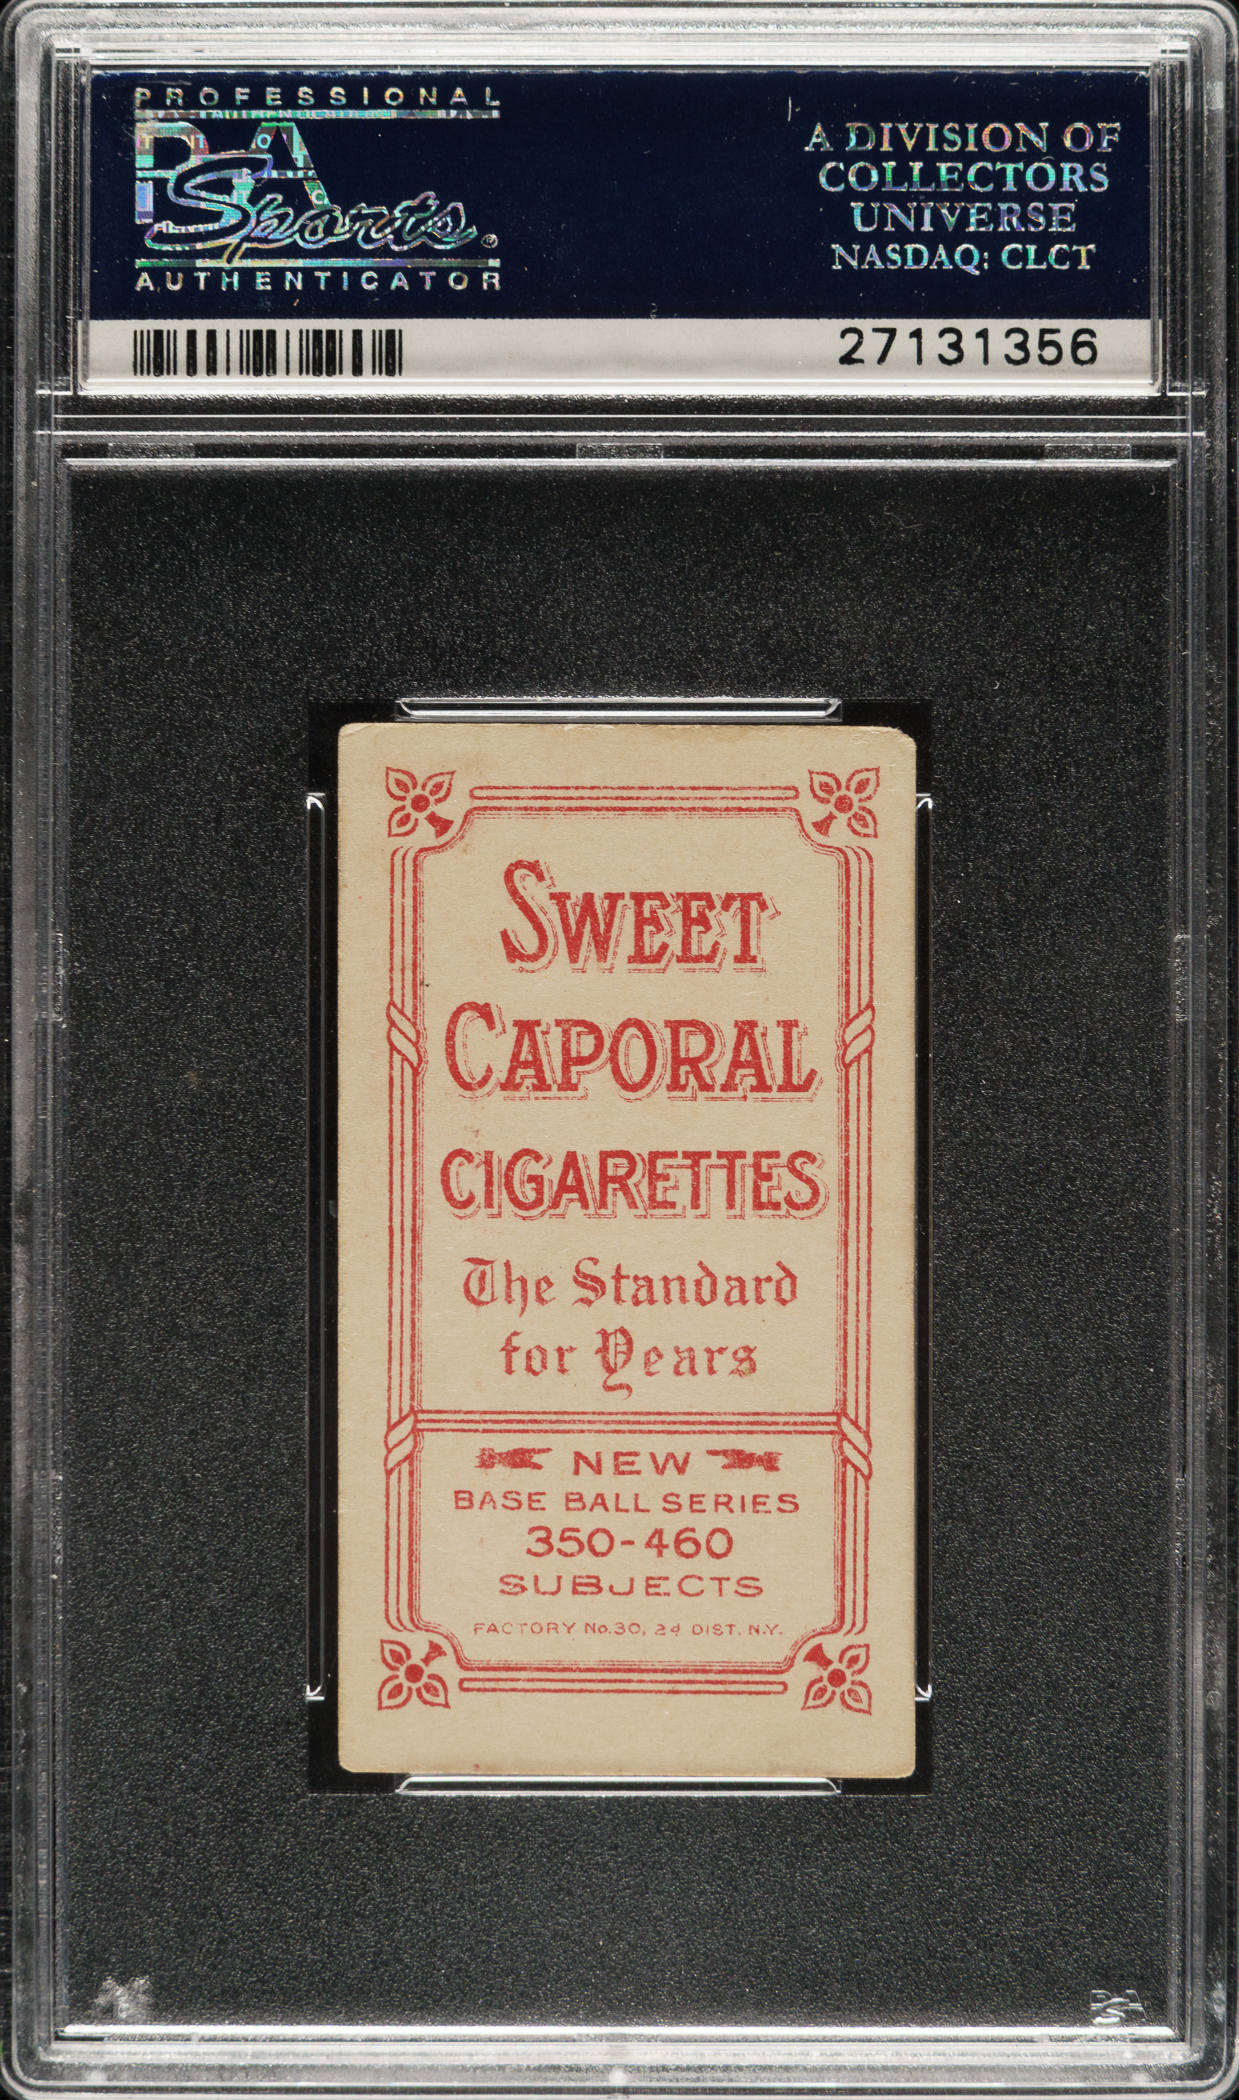 PROFESSIONAL
PSA
Sports®
AUTHENTICATOR
A DIVISION OF
COLLECTORS
UNIVERSE
NASDAQ: CLCT
27131356
SWEET
CAPORAL
CIGARETTES
The Standard
for Years
NEW
BASE BALL SERIES
350-460
SUBJECTS
FACTORY No.30, 2d DIST. N.Y.
PSA